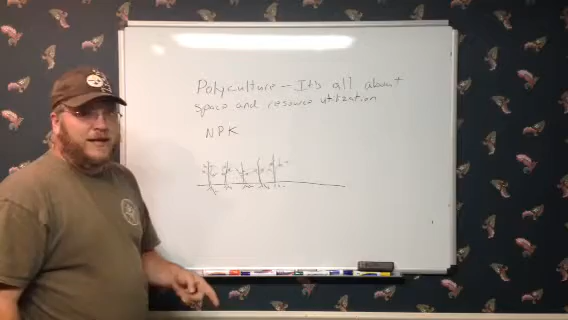 Polyculture - It's all about
space and resource utilization
NPK